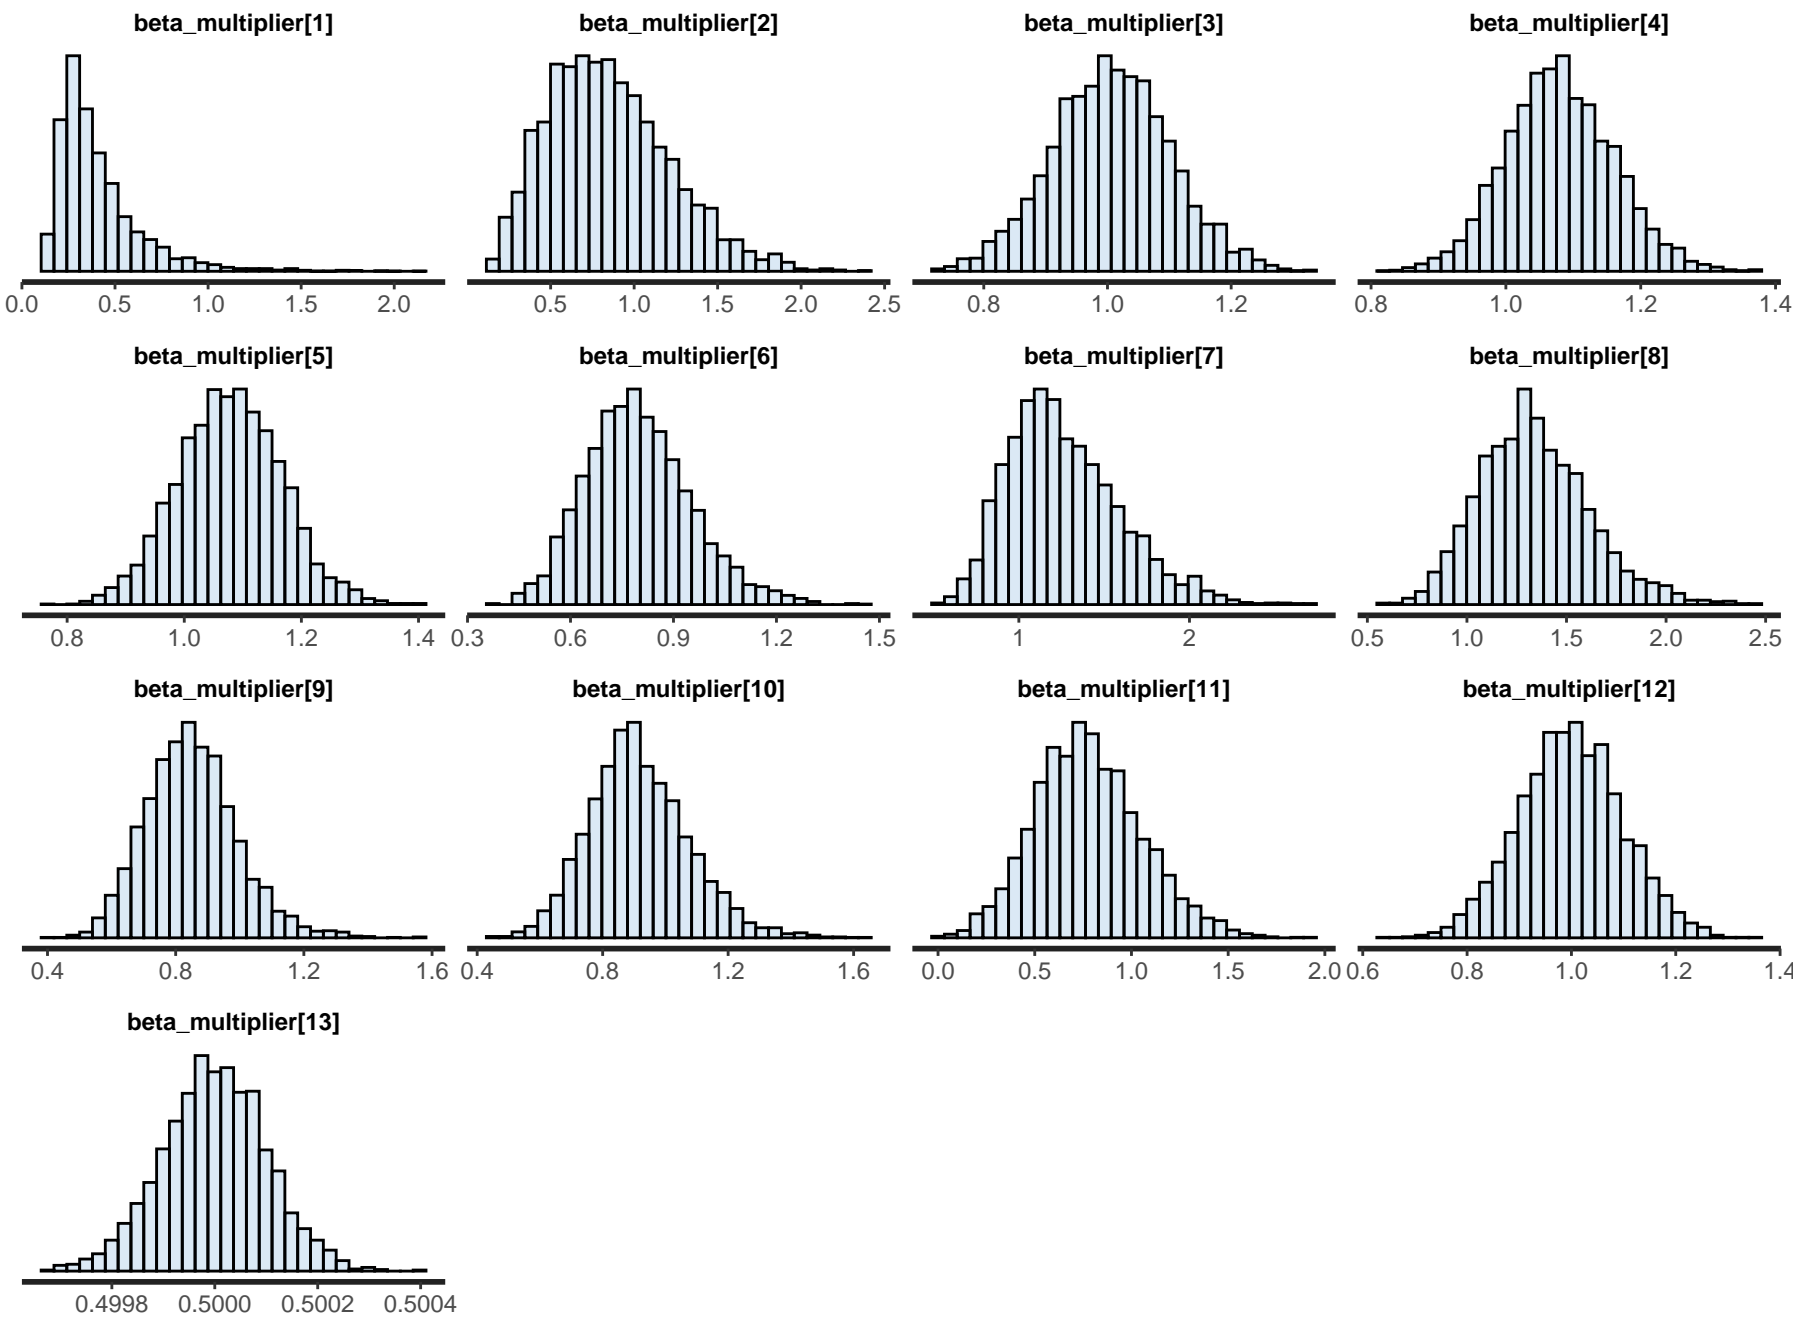 beta_multiplier[1] beta_multiplier[2] beta_multiplier[3] beta_multiplier[4]
0.0 0.5 1.0 1.5 2.0 0.5 1.0 1.5 2.0 2.5 0.8 1.0 1.2 0.8 1.0 1.2 1.4
beta_multiplier[5] beta_multiplier[6] beta_multiplier[7] beta_multiplier[8]
0.8 1.0 1.2 1.4 0.3 0.6 0.9 1.2 1.5 1 2 0.5 1.0 1.5 2.0 2.5
beta_multiplier[9] beta_multiplier[10] beta_multiplier[11] beta_multiplier[12]
0.4 0.8 1.2 1.6 0.4 0.8 1.2 1.6 0.0 0.5 1.0 1.5 2.0 0.6 0.8 1.0 1.2 1.4
beta_multiplier[13]
0.4998 0.5000 0.5002 0.5004